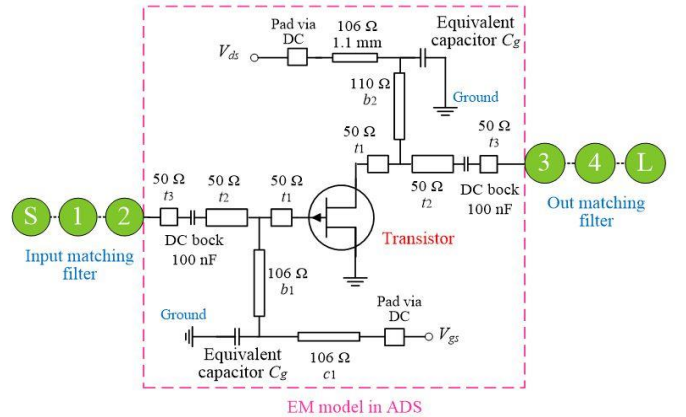 Pad via
DC
106 Ω
1.1 mm
Equivalent
capacitor Cg
Vds
110 Ω
b2
Ground
50 Ω
t1
50 Ω
t3
3
4
L
50 Ω
t2
DC bock
100 nF
Out matching
filter
50 Ω
t3
50 Ω
t2
50 Ω
t1
S
1
2
Input matching
filter
DC bock
100 nF
Transistor
106 Ω
b1
Ground
Equivalent
capacitor Cg
106 Ω
c1
Pad via
DC
Vgs
EM model in ADS